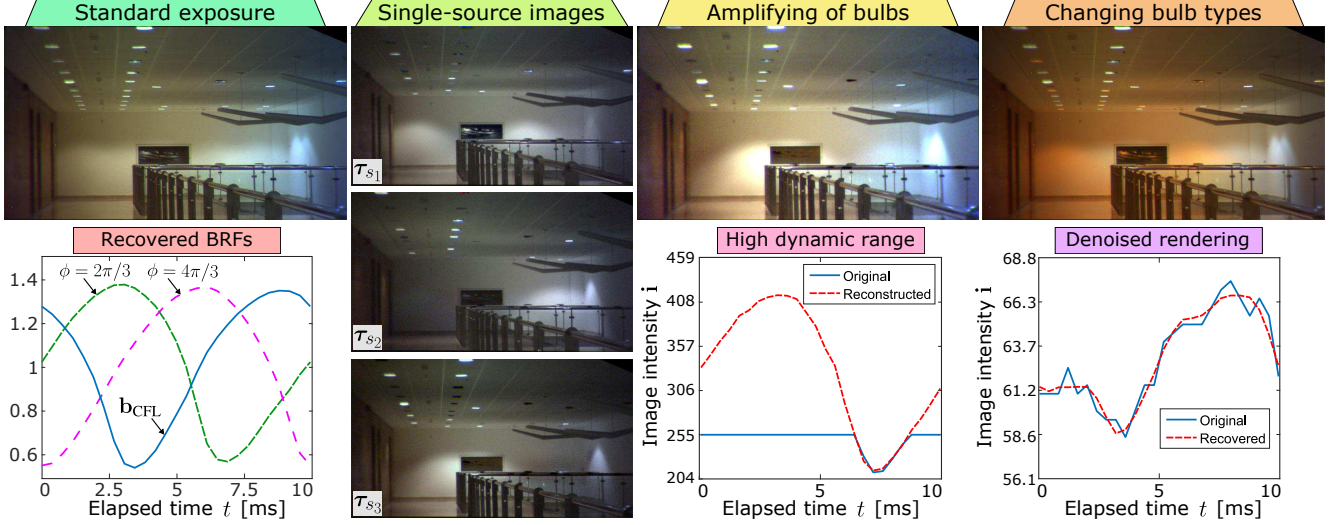 Standard exposure
Single-source images
Amplifying of bulbs
Changing bulb types
τs1
τs2
τs3
Recovered BRFs
ϕ = 2π/3
ϕ = 4π/3
bCFL
1.4
1.2
1
0.8
0.6
0
2.5
5
7.5
10
Elapsed time t [ms]
High dynamic range
Image intensity i
459
408
357
306
255
204
Original
Reconstructed
0
5
10
Elapsed time t [ms]
Denoised rendering
Image intensity i
68.8
66.3
63.7
61.2
58.6
56.1
Original
Recovered
0
5
10
Elapsed time t [ms]